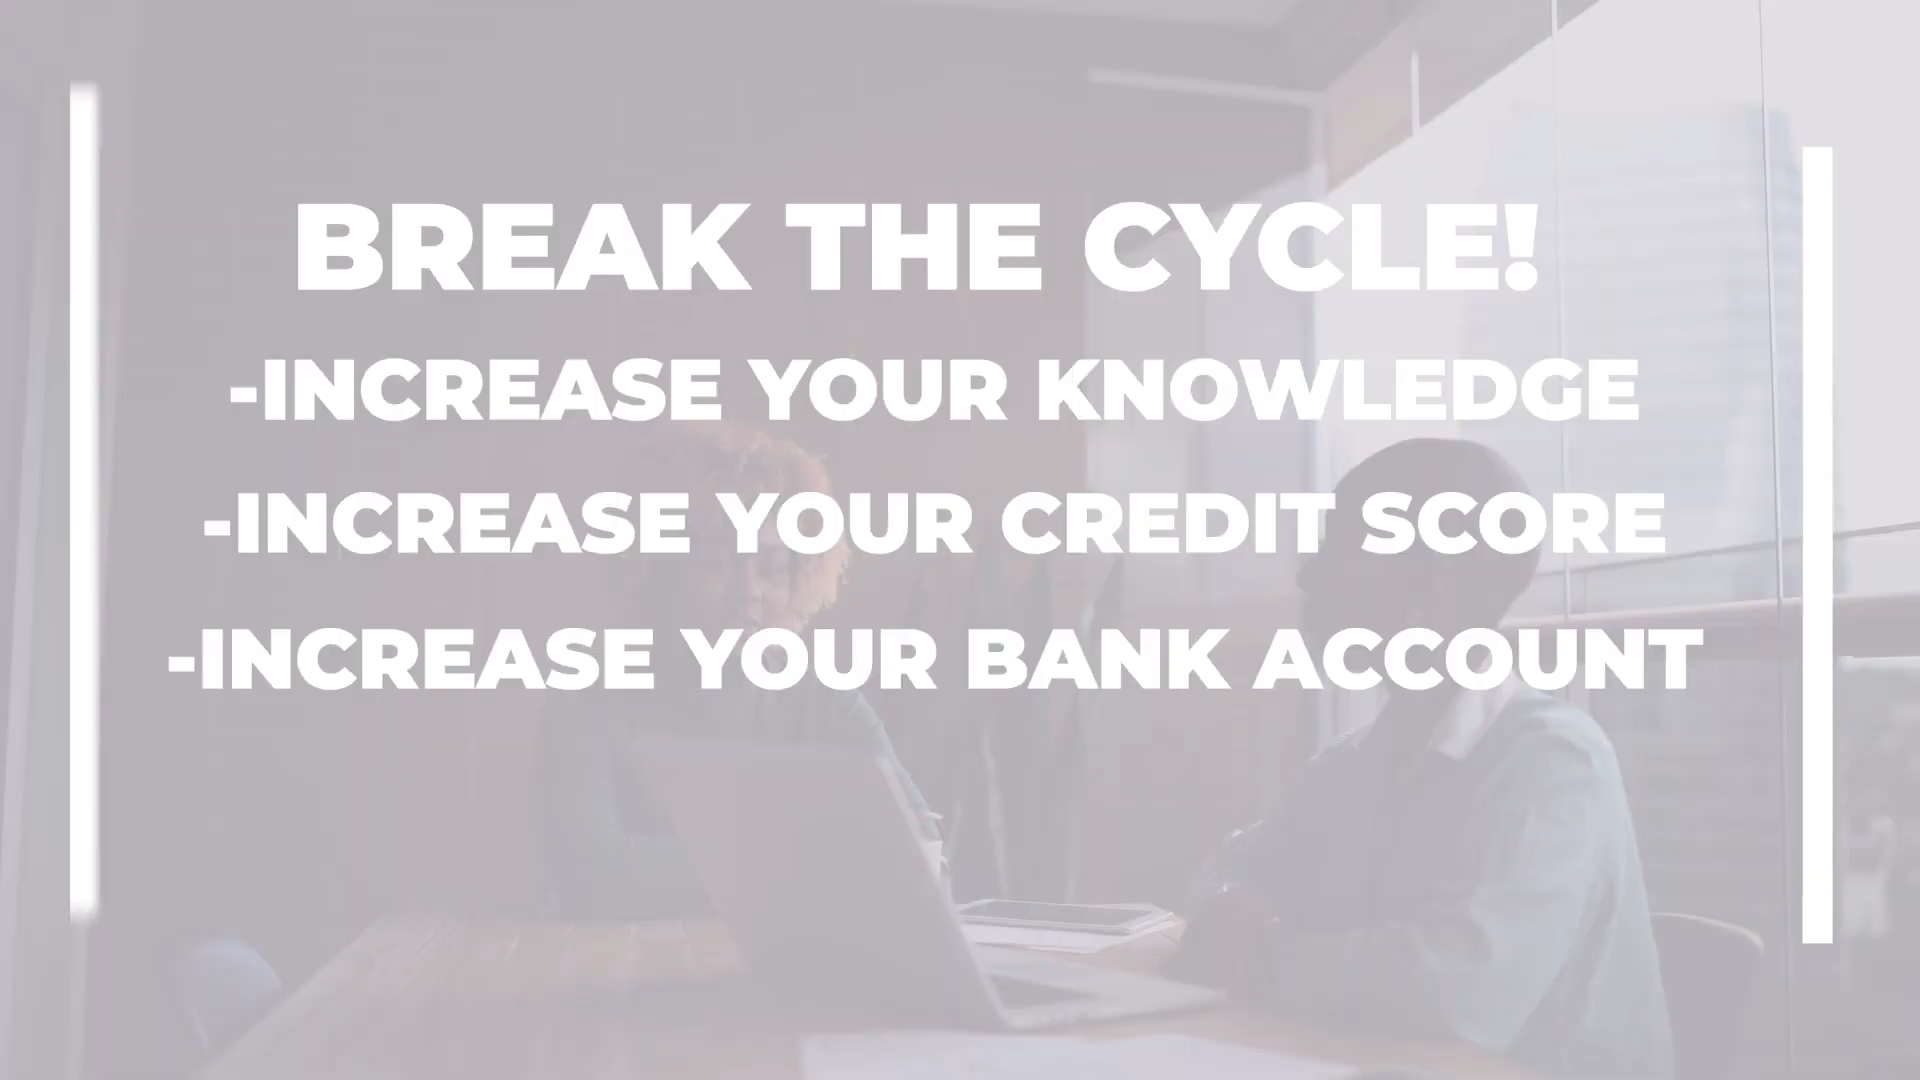 BREAK THE CYCLE!
-INCREASE YOUR KNOWLEDGE
-INCREASE YOUR CREDIT SCORE
-INCREASE YOUR BANK ACCOUNT